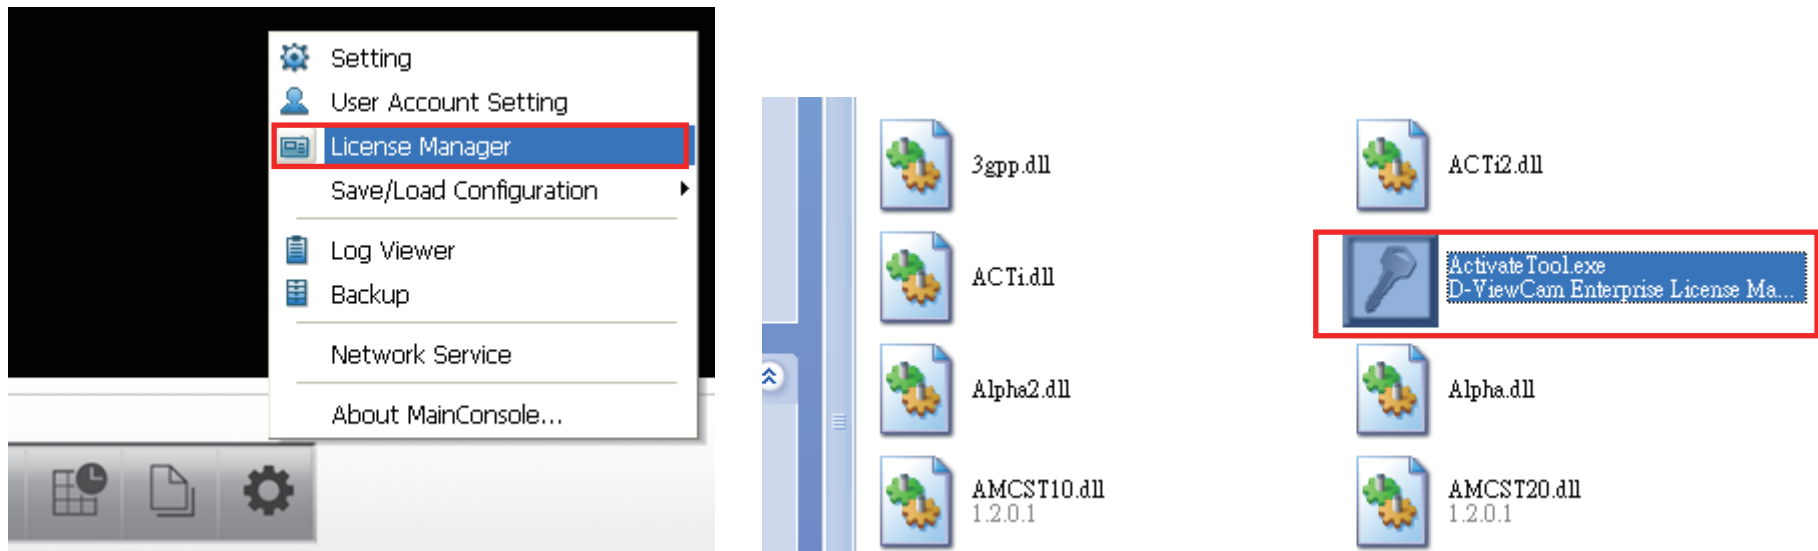 Setting
User Account Setting
License Manager
Save/Load Configuration
Log Viewer
Backup
Network Service
About MainConsole...
3gpp.dll
ACTi2.dll
ACTi.dll
ActivateTool.exe
D-ViewCam Enterprise License Ma...
Alpha2.dll
Alpha.dll
AMCST10.dll
1.2.0.1
AMCST20.dll
1.2.0.1